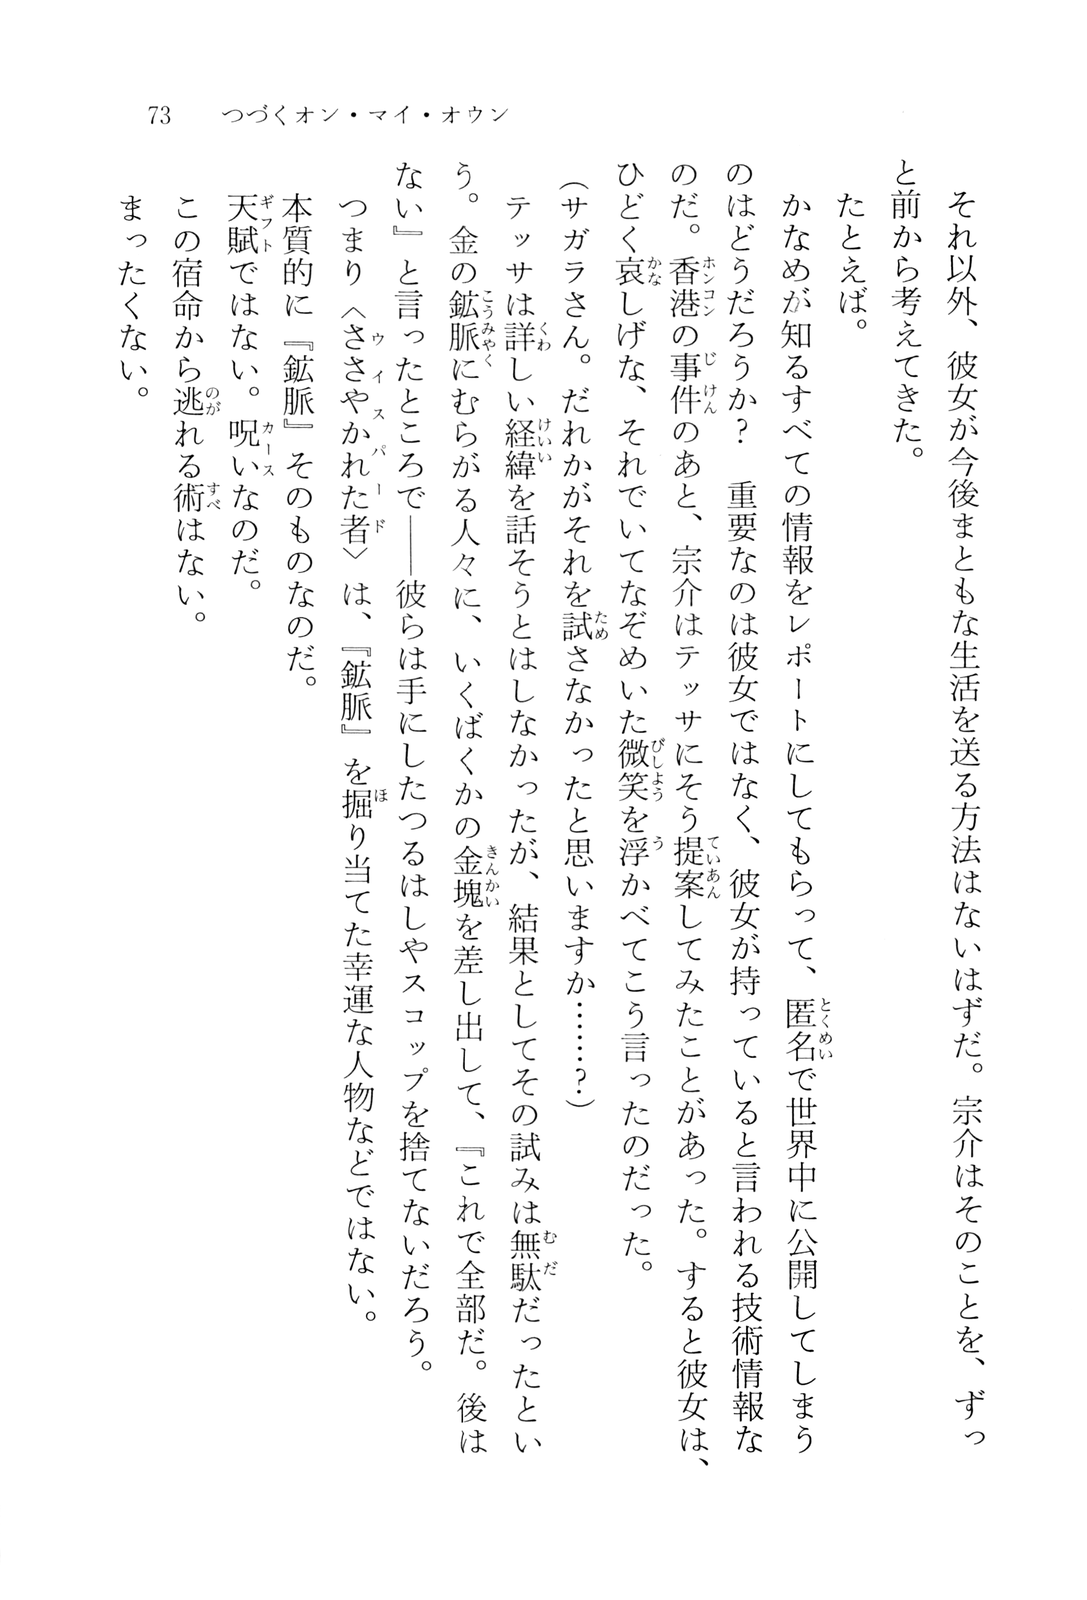 73　つづくオン・マイ・オウン
それ以外、彼女が今後まともな生活を送る方法はないはずだ。宗介はそのことを、ずっ
と前から考えてきた。
たとえば。
かなめが知るすべての情報をレポートにしてもらって、匿名で世界中に公開してしまう
のはどうだろうか？　重要なのは彼女ではなく、彼女が持っていると言われる技術情報な
のだ。香港の事件のあと、宗介はテッサにそう提案してみたことがあった。すると彼女は、
ひどく哀しげな、それでいてなぞめいた微笑を浮かべてこう言ったのだった。
（サガラさん。だれかがそれを試さなかったと思いますか……？）
テッサは詳しい経緯を話そうとはしなかったが、結果としてその試みは無駄だったとい
う。金の鉱脈にむらがる人々に、いくばくかの金塊を差し出して、『これで全部だ。後は
ない』と言ったところで――彼らは手にしたつるはしやスコップを捨てないだろう。
つまり〈ささやかれた者〉は、『鉱脈』を掘り当てた幸運な人物などではない。
本質的に『鉱脈』そのものなのだ。
天賦ではない。呪いなのだ。
この宿命から逃れる術はない。
まったくない。